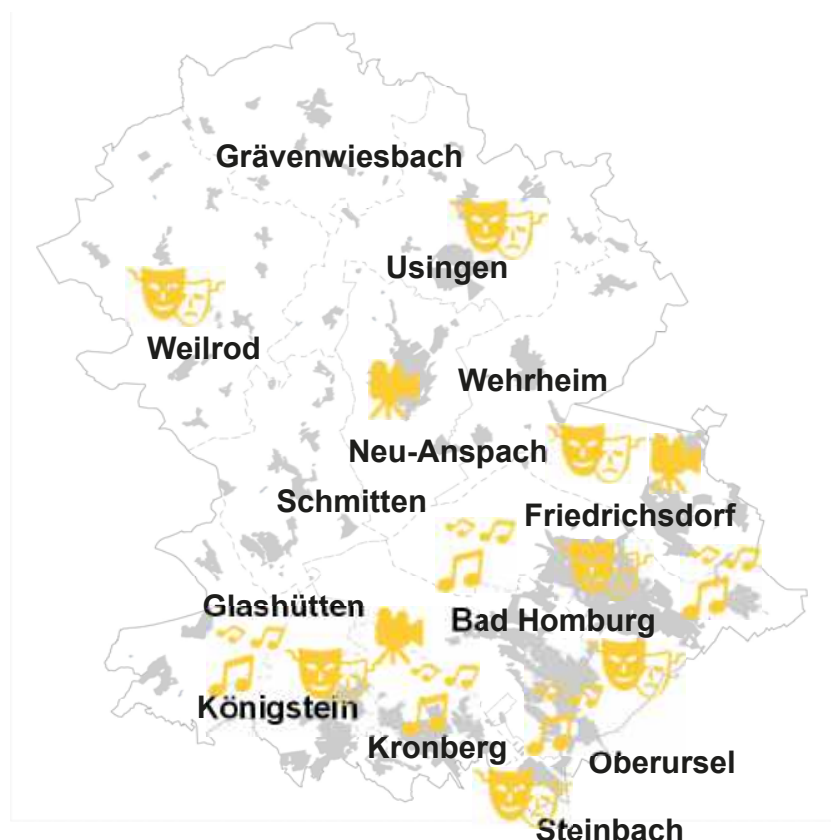 Grävenwiesbach
Usingen
Weilrod
Wehrheim
Neu-Anspach
Schmitten
Friedrichsdorf
Glashütten
Bad Homburg
Königstein
Kronberg
Oberursel
Steinbach